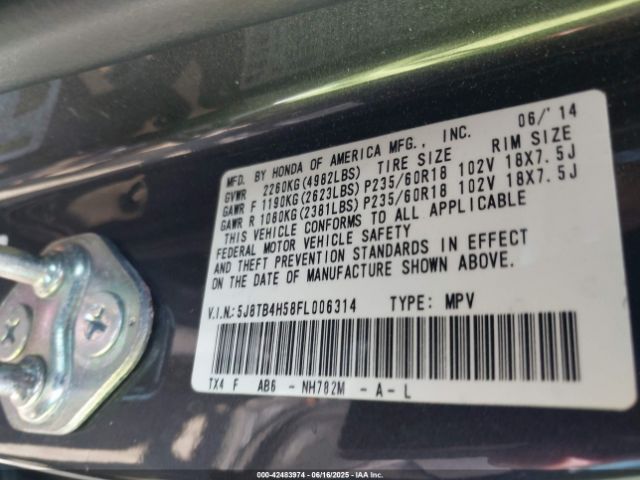 MFD. BY HONDA OF AMERICA MFG., INC. 06/'14
GVWR 2260KG(4982LBS) TIRE SIZE RIM SIZE
GAWR F 1190KG(2623LBS) P235/60R18 102V 18X7.5J
GAWR R 1080KG(2381LBS) P235/60R18 102V 18X7.5J
THIS VEHICLE CONFORMS TO ALL APPLICABLE
FEDERAL MOTOR VEHICLE SAFETY
AND THEFT PREVENTION STANDARDS IN EFFECT
ON THE DATE OF MANUFACTURE SHOWN ABOVE.
V.I.N.: 5J8TB4H58FL006314 TYPE: MPV
TX4 F AB6 - NH782M - A - L
000-42483974 | 06/16/2025 | IAA Inc.